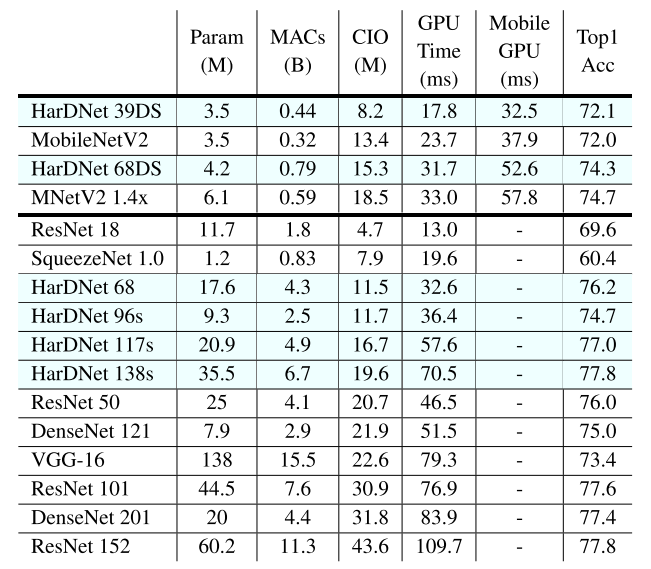 Param (M) MACs (B) CIO (M) GPU Time (ms) Mobile GPU (ms) Top1 Acc
HarDNet 39DS 3.5 0.44 8.2 17.8 32.5 72.1
MobileNetV2 3.5 0.32 13.4 23.7 37.9 72.0
HarDNet 68DS 4.2 0.79 15.3 31.7 52.6 74.3
MNetV2 1.4x 6.1 0.59 18.5 33.0 57.8 74.7
ResNet 18 11.7 1.8 4.7 13.0 - 69.6
SqueezeNet 1.0 1.2 0.83 7.9 19.6 - 60.4
HarDNet 68 17.6 4.3 11.5 32.6 - 76.2
HarDNet 96s 9.3 2.5 11.7 36.4 - 74.7
HarDNet 117s 20.9 4.9 16.7 57.6 - 77.0
HarDNet 138s 35.5 6.7 19.6 70.5 - 77.8
ResNet 50 25 4.1 20.7 46.5 - 76.0
DenseNet 121 7.9 2.9 21.9 51.5 - 75.0
VGG-16 138 15.5 22.6 79.3 - 73.4
ResNet 101 44.5 7.6 30.9 76.9 - 77.6
DenseNet 201 20 4.4 31.8 83.9 - 77.4
ResNet 152 60.2 11.3 43.6 109.7 - 77.8